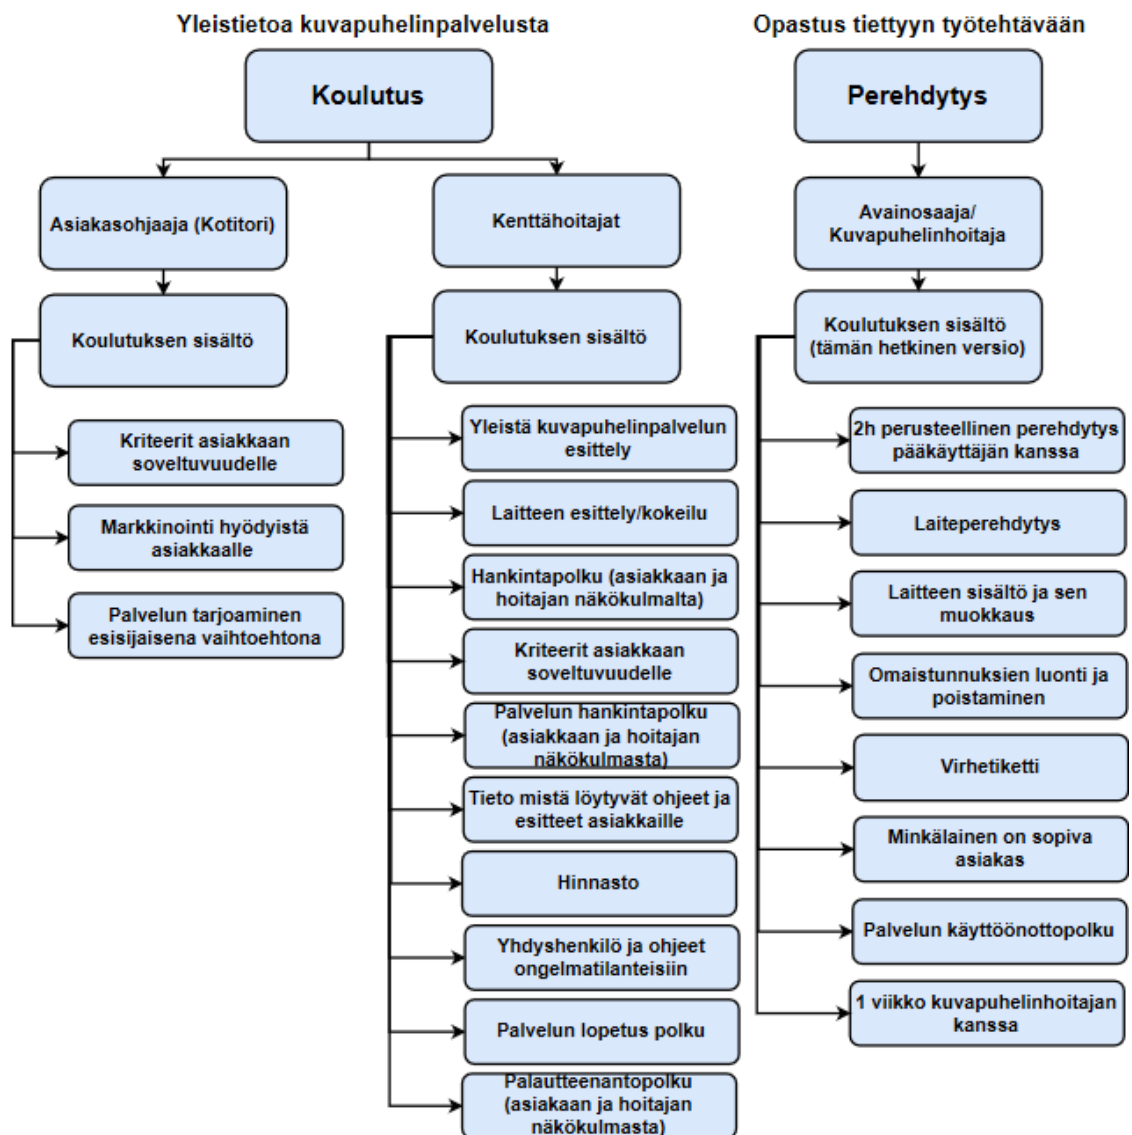 Yleistietoa kuvapuhelinpalvelusta
Koulutus
Asiakasohjaaja (Kotitori)
Koulutuksen sisältö
Kriteerit asiakkaan
soveltuvuudelle
Markkinointi hyödyistä
asiakkaalle
Palvelun tarjoaminen
esisijaisena vaihtoehtona
Kenttähoitajat
Koulutuksen sisältö
Yleistä kuvapuhelinpalvelun
esittely
Laitteen esittely/kokeilu
Hankintapolku (asiakkaan ja
hoitajan näkökulmalta)
Kriteerit asiakkaan
soveltuvuudelle
Palvelun hankintapolku
(asiakkaan ja hoitajan
näkökulmasta)
Tieto mistä löytyvät ohjeet ja
esitteet asiakkaille
Hinnasto
Yhdyshenkilö ja ohjeet
ongelmatilanteisiin
Palvelun lopetus polku
Palautteenantopolku
(asiakaan ja hoitajan
näkökulmasta)
Opastus tiettyyn työtehtävään
Perehdytys
Avainosaaja/
Kuvapuhelinhoitaja
Koulutuksen sisältö
(tämän hetkinen versio)
2h perusteellinen perehdytys
pääkäyttäjän kanssa
Laiteperehdytys
Laitteen sisältö ja sen
muokkaus
Omaistunnuksien luonti ja
poistaminen
Virhetiketti
Minkälainen on sopiva
asiakas
Palvelun käyttöönottopolku
1 viikko kuvapuhelinhoitajan
kanssa